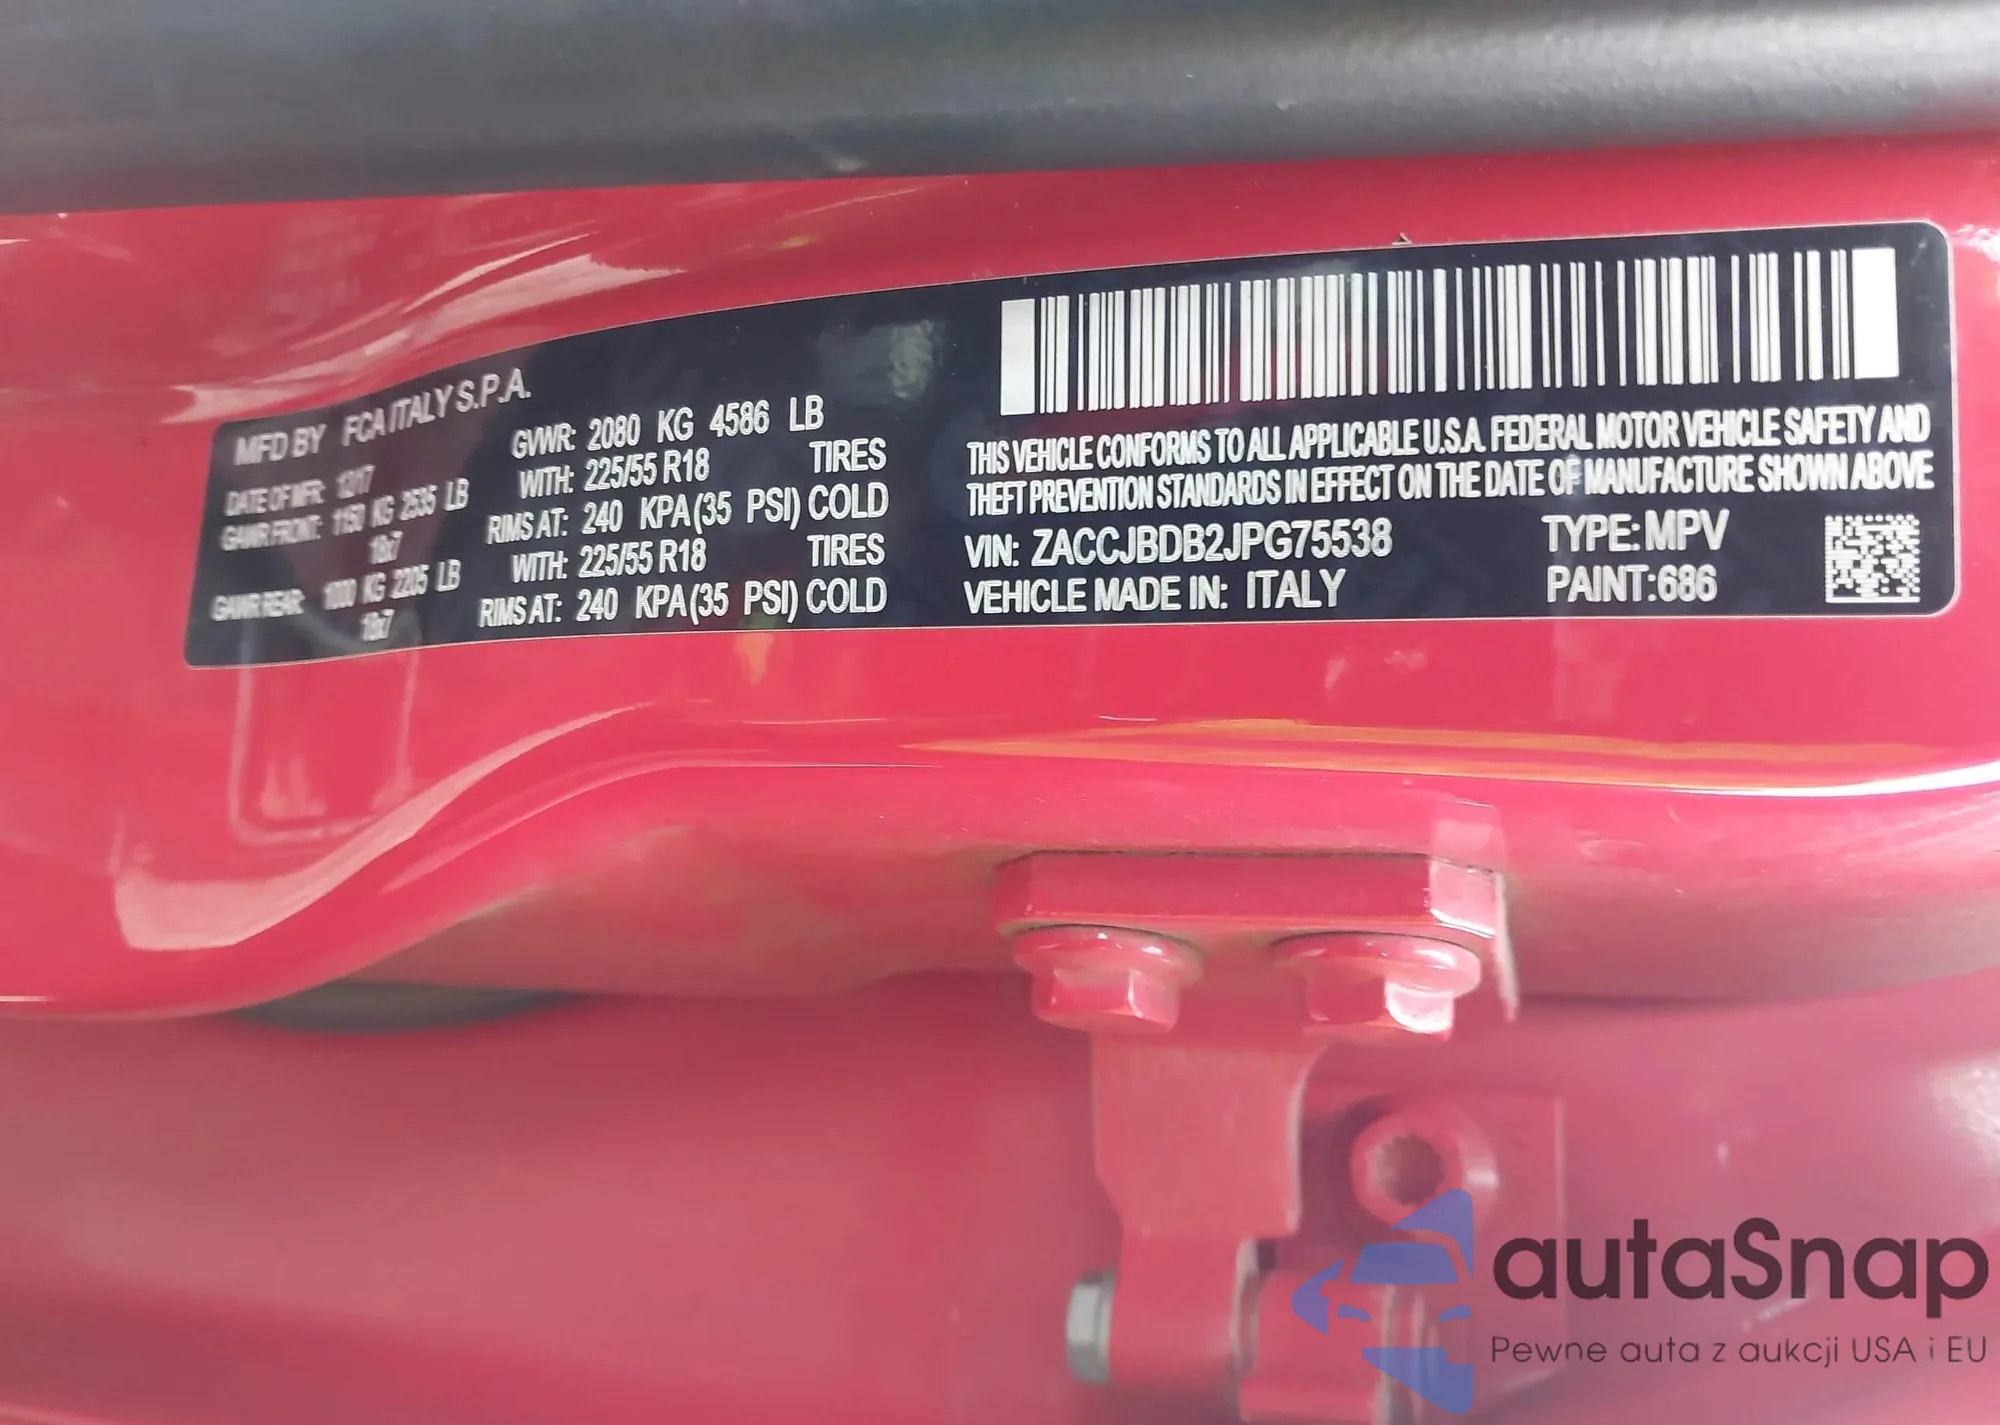 MFD BY FCA ITALY S.P.A.
DATE OF MFR: 12/17
GAWR FRONT: 1150 KG 2535 LB
18x7
GAWR REAR: 1000 KG 2205 LB
18x7
GVWR: 2080 KG 4586 LB
WITH: 225/55 R18 TIRES
RIMS AT: 240 KPA(35 PSI) COLD
WITH: 225/55 R18 TIRES
RIMS AT: 240 KPA(35 PSI) COLD
THIS VEHICLE CONFORMS TO ALL APPLICABLE U.S.A. FEDERAL MOTOR VEHICLE SAFETY AND
THEFT PREVENTION STANDARDS IN EFFECT ON THE DATE OF MANUFACTURE SHOWN ABOVE
VIN: ZACCJBDB2JPG75538 TYPE: MPV
VEHICLE MADE IN: ITALY PAINT:686
autaSnap
Pewne auta z aukcji USA i EU